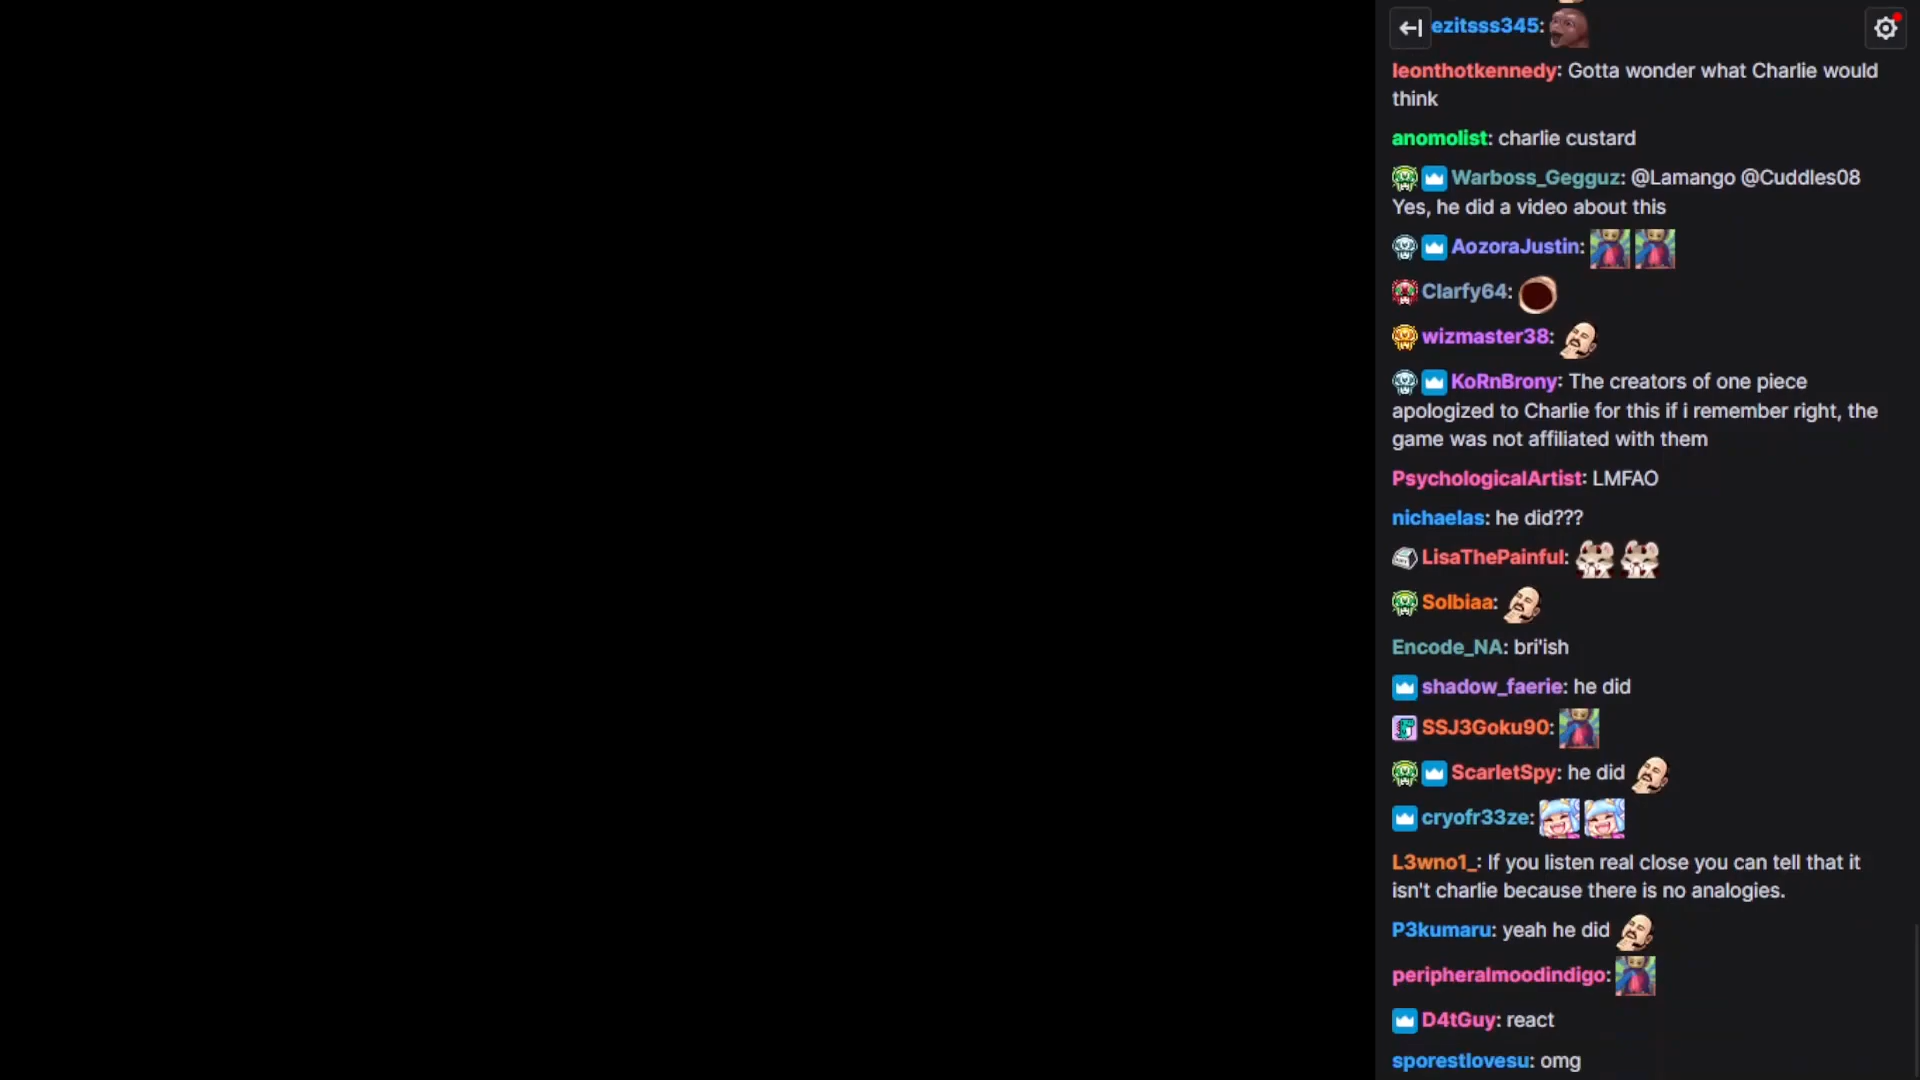 ezitsss345:
leonthotkennedy: Gotta wonder what Charlie would
think
anomolist: charlie custard
Warboss_Gegguz: @Lamango @Cuddles08
Yes, he did a video about this
AozoraJustin:
Clarfy64:
wizmaster38:
KoRnBrony: The creators of one piece
apologized to Charlie for this if i remember right, the
game was not affiliated with them
PsychologicalArtist: LMFAO
nichaelas: he did???
LisaThePainful:
Solbiaa:
Encode_NA: bri'ish
shadow_faerie: he did
SSJ3Goku90:
ScarletSpy: he did
cryofr33ze:
L3wno1_: If you listen real close you can tell that it
isn't charlie because there is no analogies.
P3kumaru: yeah he did
peripheralmoodindigo:
D4tGuy: react
sporestlovesu: omg